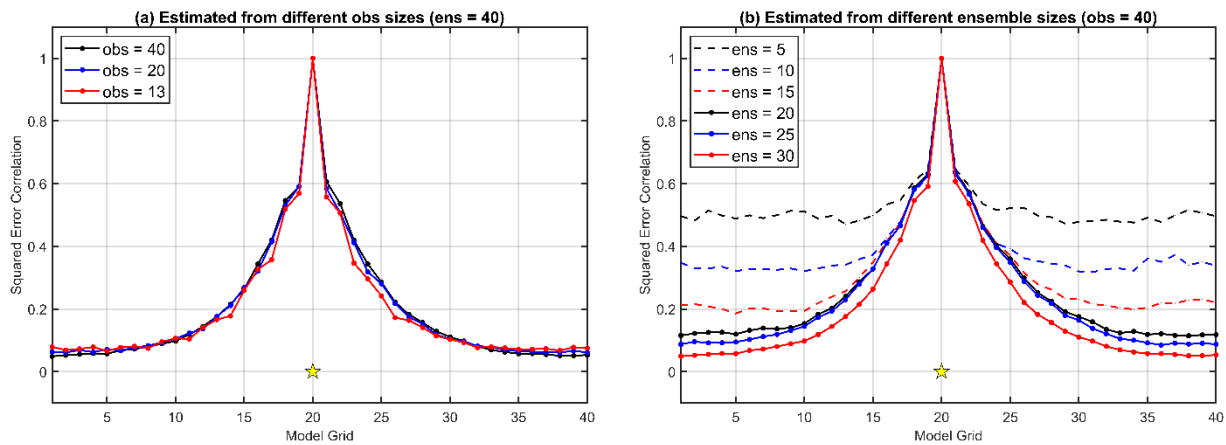 (a) Estimated from different obs sizes (ens = 40)
obs = 40
obs = 20
obs = 13
1
0.8
0.6
0.4
0.2
0
Squared Error Correlation
5 10 15 20 25 30 35 40
Model Grid
(b) Estimated from different ensemble sizes (obs = 40)
ens = 5
ens = 10
ens = 15
ens = 20
ens = 25
ens = 30
1
0.8
0.6
0.4
0.2
0
Squared Error Correlation
5 10 15 20 25 30 35 40
Model Grid